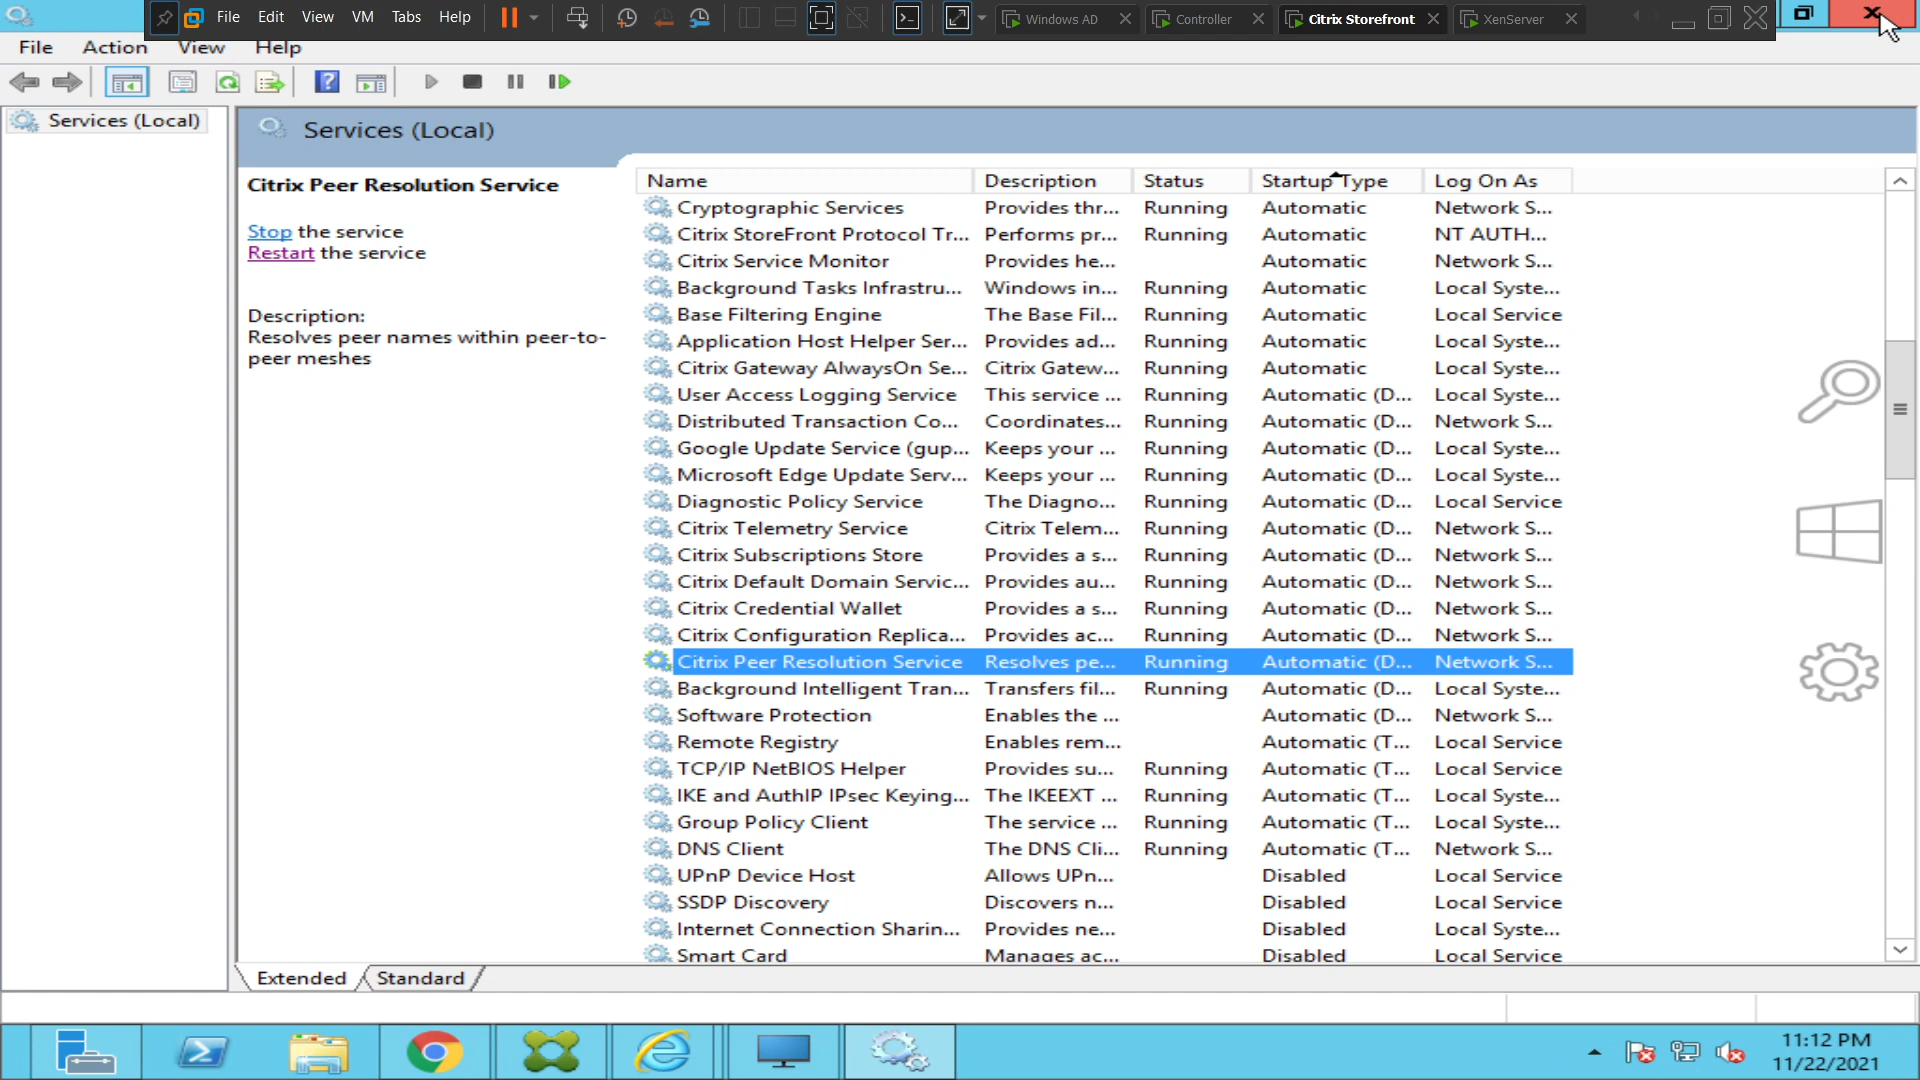 File Edit View VM Tabs Help Windows AD Controller Citrix Storefront XenServer
File Action View Help
Services (Local)
Services (Local)
Citrix Peer Resolution Service
Stop the service
Restart the service
Description:
Resolves peer names within peer-to-
peer meshes
Name Description Status Startup Type Log On As
Cryptographic Services Provides thr... Running Automatic Network S...
Citrix StoreFront Protocol Tr... Performs pr... Running Automatic NT AUTH...
Citrix Service Monitor Provides he... Automatic Network S...
Background Tasks Infrastru... Windows in... Running Automatic Local Syste...
Base Filtering Engine The Base Fil... Running Automatic Local Service
Application Host Helper Ser... Provides ad... Running Automatic Local Syste...
Citrix Gateway AlwaysOn Se... Citrix Gatew... Running Automatic Local Syste...
User Access Logging Service This service ... Running Automatic (D... Local Syste...
Distributed Transaction Co... Coordinates... Running Automatic (D... Network S...
Google Update Service (gup... Keeps your ... Running Automatic (D... Local Syste...
Microsoft Edge Update Serv... Keeps your ... Running Automatic (D... Local Syste...
Diagnostic Policy Service The Diagno... Running Automatic (D... Local Service
Citrix Telemetry Service Citrix Telem... Running Automatic (D... Network S...
Citrix Subscriptions Store Provides a s... Running Automatic (D... Network S...
Citrix Default Domain Servic... Provides au... Running Automatic (D... Network S...
Citrix Credential Wallet Provides a s... Running Automatic (D... Network S...
Citrix Configuration Replica... Provides ac... Running Automatic (D... Network S...
Citrix Peer Resolution Service Resolves pe... Running Automatic (D... Network S...
Background Intelligent Tran... Transfers fil... Running Automatic (D... Local Syste...
Software Protection Enables the ... Automatic (D... Network S...
Remote Registry Enables rem... Automatic (T... Local Service
TCP/IP NetBIOS Helper Provides su... Running Automatic (T... Local Service
IKE and AuthIP IPsec Keying... The IKEEXT ... Running Automatic (T... Local Syste...
Group Policy Client The service ... Running Automatic (T... Local Syste...
DNS Client The DNS Cli... Running Automatic (T... Network S...
UPnP Device Host Allows UPn... Disabled Local Service
SSDP Discovery Discovers n... Disabled Local Service
Internet Connection Sharin... Provides ne... Disabled Local Syste...
Smart Card Manages ac... Disabled Local Service
Extended Standard
11:12 PM
11/22/2021